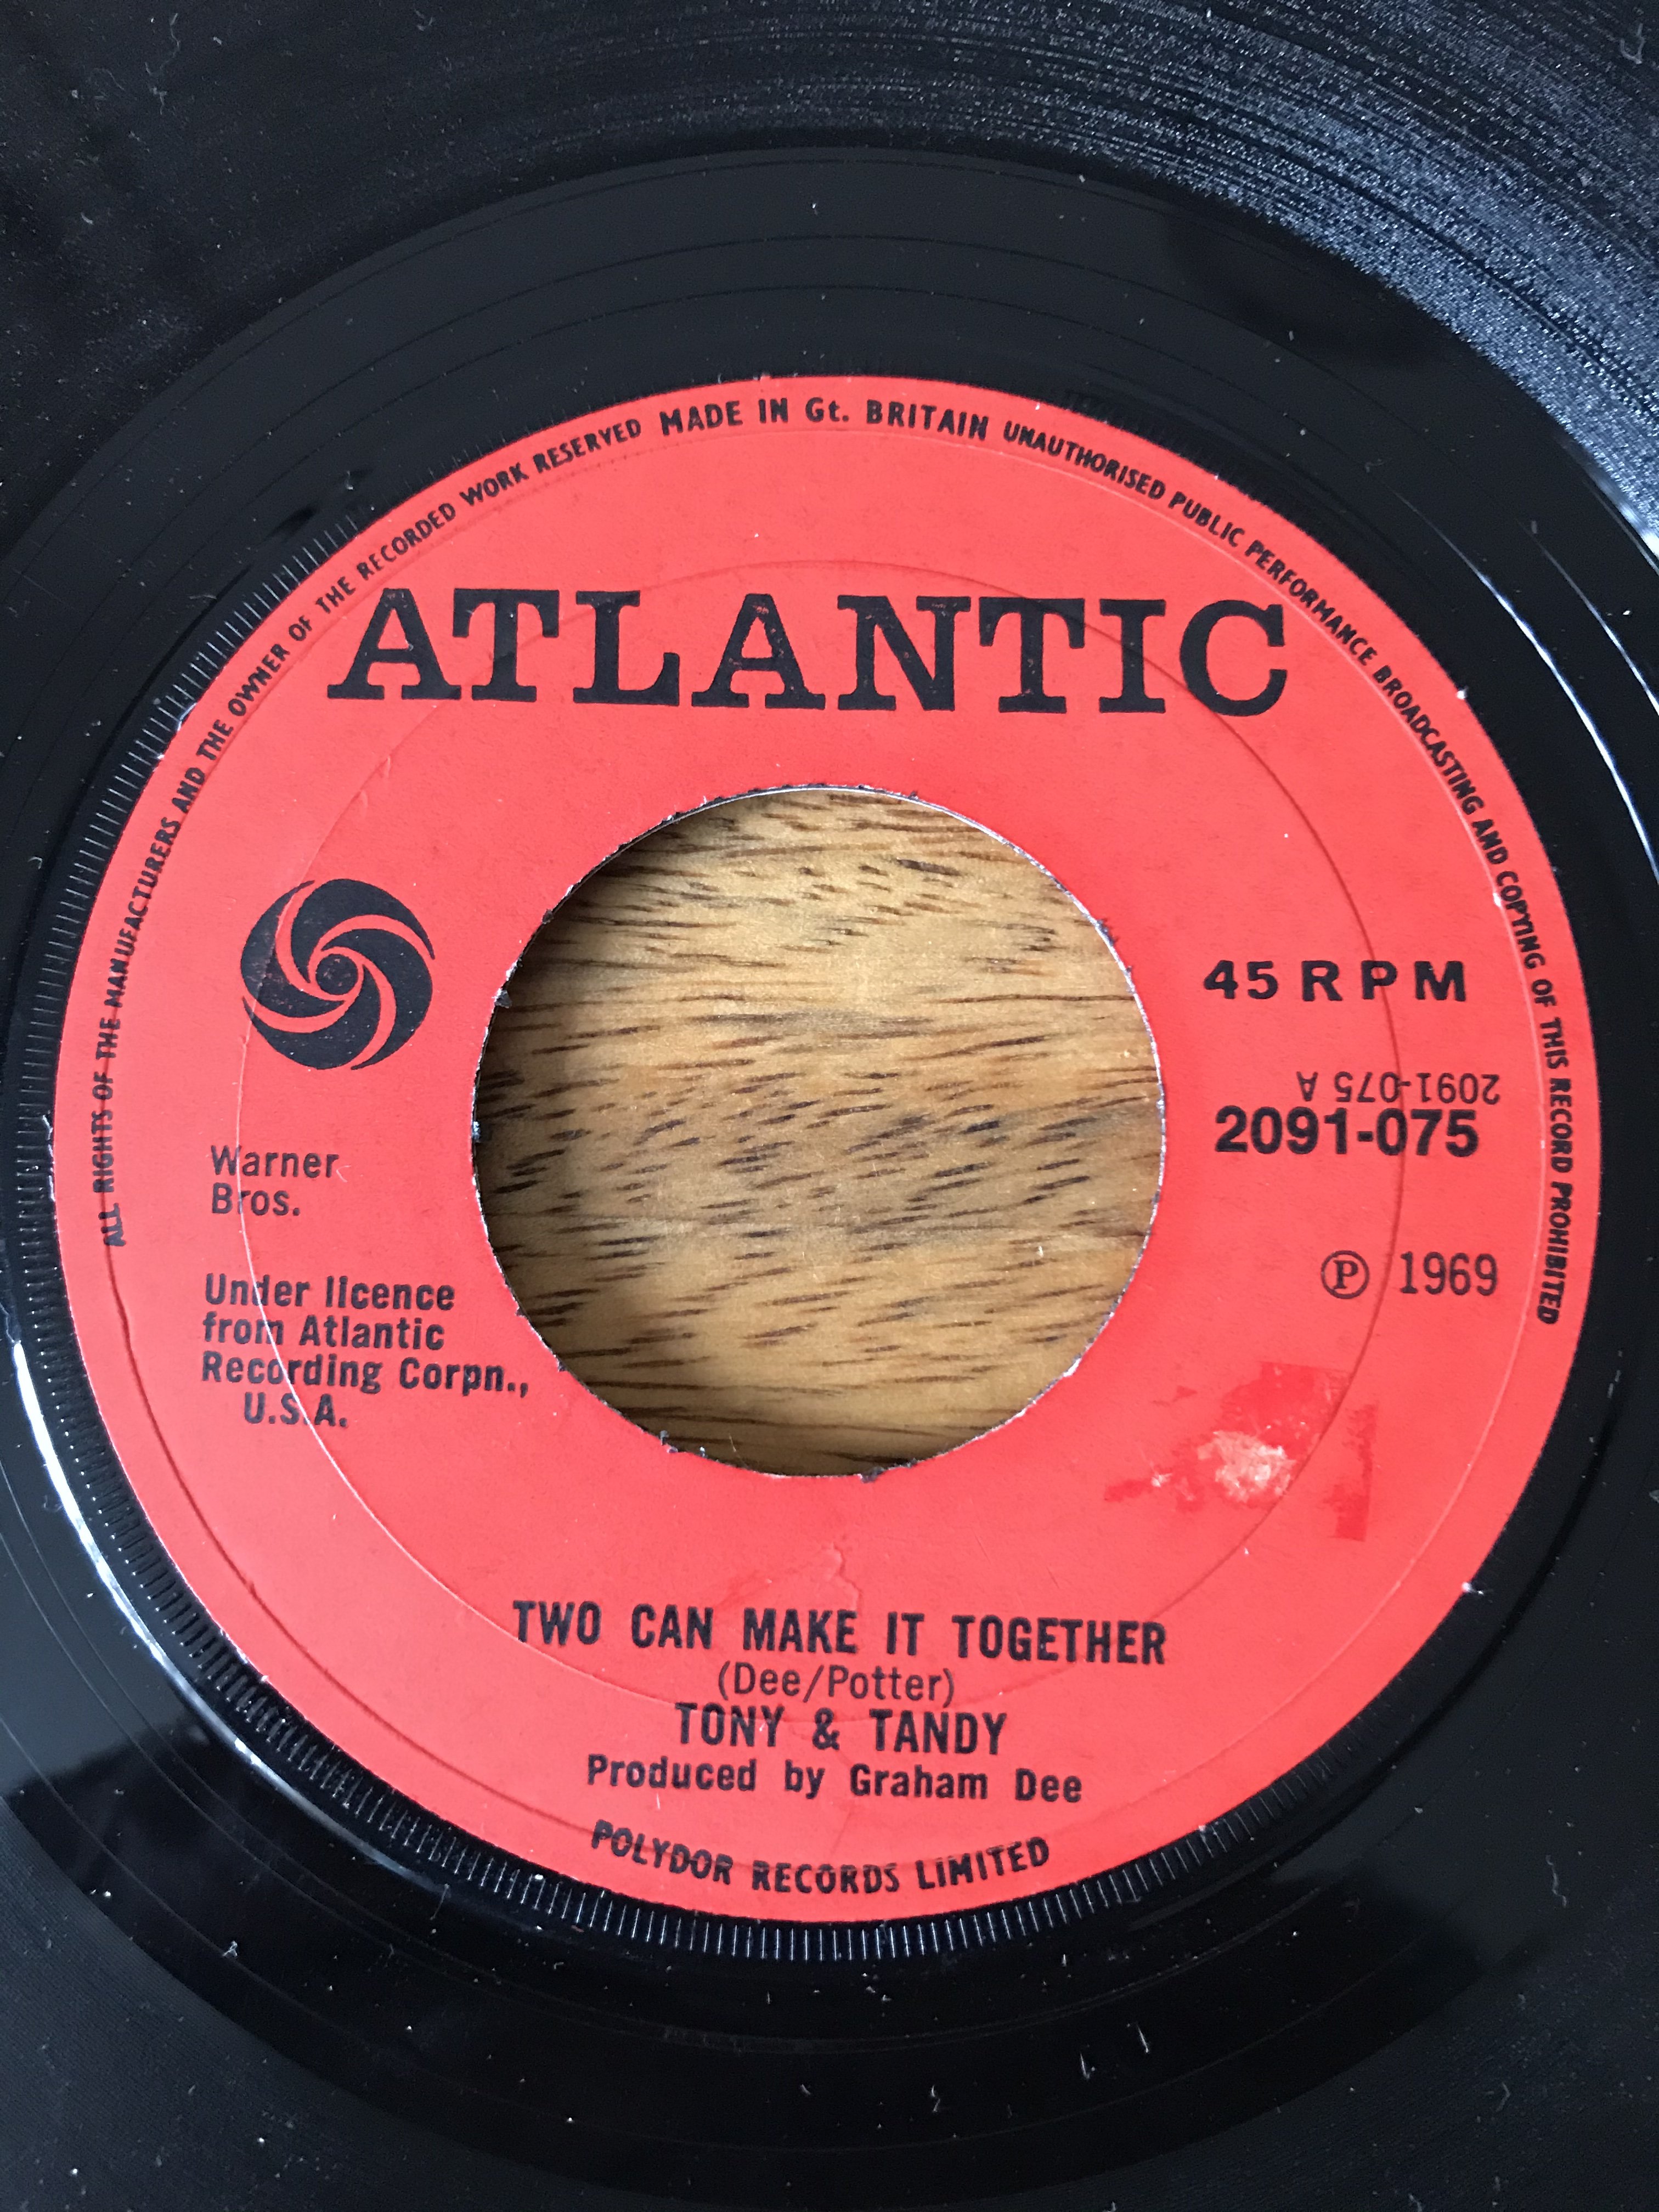 ALL RIGHTS OF THE MANUFACTURERS AND THE OWNER OF THE RECORDED WORK RESERVED MADE IN Gt. BRITAIN UNAUTHORISED PUBLIC PERFORMANCE BROADCASTING AND COPYING OF THIS RECORD PROHIBITED
ATLANTIC
45 RPM
2091-075 A
2091-075
Warner
Bros.
℗ 1969
Under licence
from Atlantic
Recording Corpn.,
U.S.A.
TWO CAN MAKE IT TOGETHER
(Dee/Potter)
TONY & TANDY
Produced by Graham Dee
POLYDOR RECORDS LIMITED